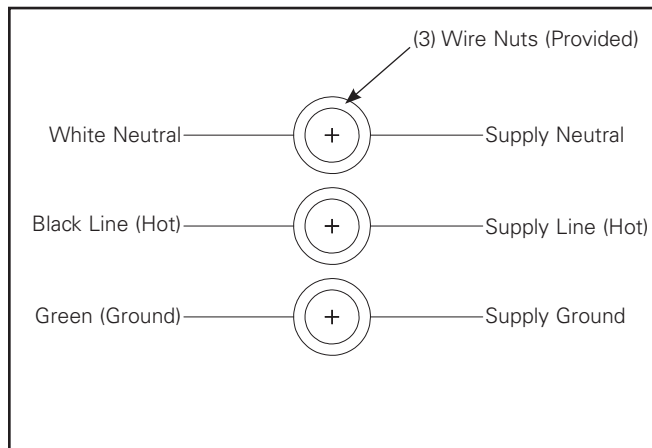 (3) Wire Nuts (Provided)
White Neutral
Supply Neutral
Black Line (Hot)
Supply Line (Hot)
Green (Ground)
Supply Ground